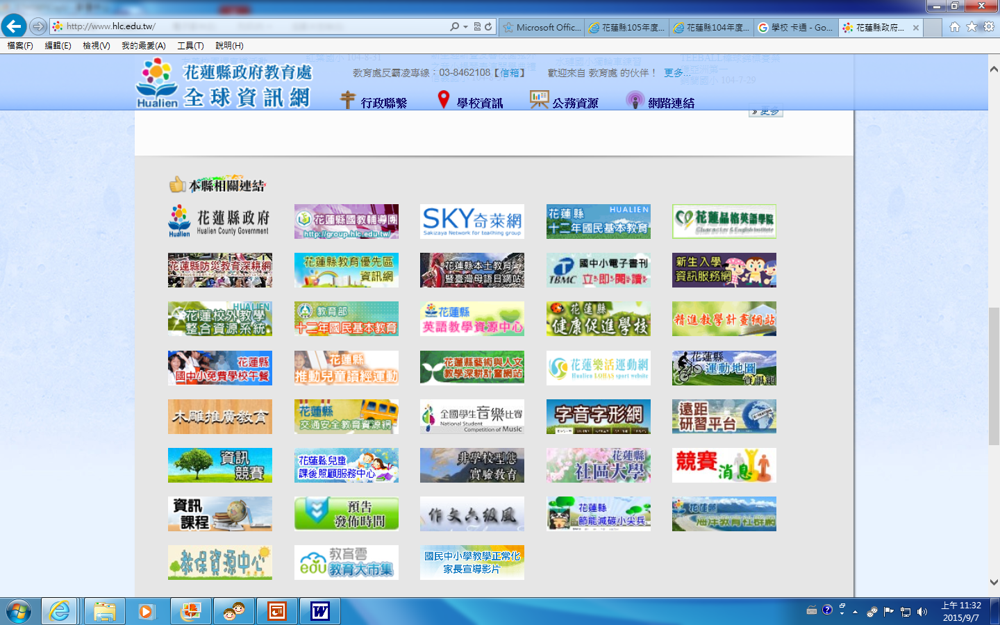 http://www.hlc.edu.tw/
Microsoft Offic...
花蓮縣105年度...
花蓮縣104年度...
學校 卡通 - Go...
花蓮縣政府...
檔案(F) 編輯(E) 檢視(V) 我的最愛(A) 工具(T) 說明(H)
花蓮縣政府教育處
全球資訊網
Hualien
教育處反霸凌專線：03-8462108【信箱】 歡迎來自 教育處 的伙伴！ 更多...
行政聯繫 學校資訊 公務資源 網路連結
» 更多
本縣相關連結
花蓮縣政府
Hualien County Government
Hualien
花蓮縣國教輔導團
http://group.hlc.edu.tw/
SKY奇萊網
Sakizaya Network for teaching group
HUALIEN
花蓮縣
十二年國民基本教育
花蓮品格英語學院
Character & English Institute
花蓮縣防災教育深耕網
花蓮縣教育優先區
資訊網
花蓮縣本土教育
暨臺灣母語日網站
TBMC
國中小電子書刊
立即閱讀
新生入學
資訊服務網
HUALIEN
花蓮校外教學
整合資源系統
教育部
十二年國民基本教育
花蓮縣
英語教學資源中心
花蓮縣
健康促進學校
精進教學計畫網站
花蓮縣
國中小免費學校午餐
花蓮縣
推動兒童讀經運動
花蓮縣藝術與人文
教學深耕計畫網站
花蓮樂活運動網
Hualien LOHAS sport website
花蓮縣
運動地圖
資訊網
木雕推廣教育
花蓮縣
交通安全教育資源網
全國學生音樂比賽
National Student
Competition of Music
字音字形網
遠距
研習平台
資訊
競賽
花蓮縣兒童
課後照顧服務中心
非學校型態
實驗教育
花蓮縣
社區大學
競賽
消息
資訊
課程
預告
發佈時間
作文六級風
花蓮縣
節能減碳小尖兵
花蓮縣
海洋教育社群網
教保資源中心
教育雲
edu 教育大市集
國民中小學教學正常化
家長宣導影片
上午 11:32
2015/9/7